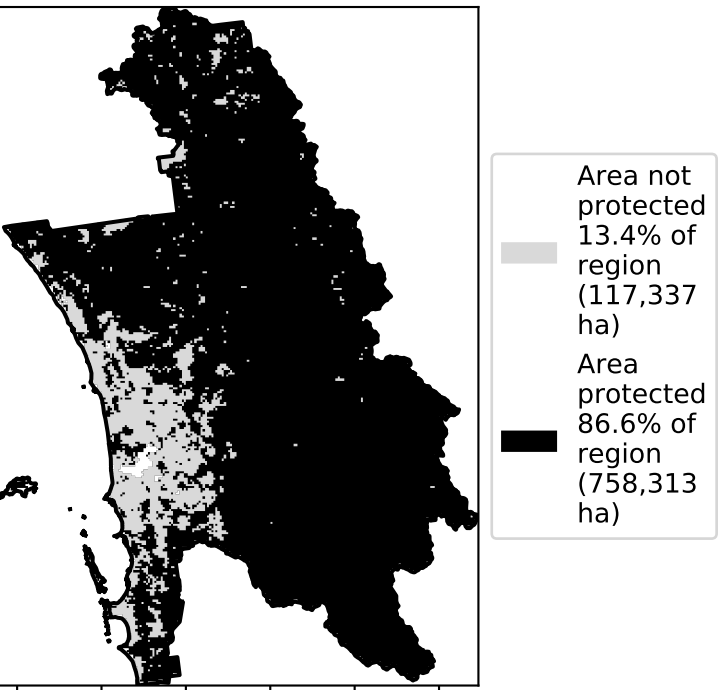 Area not
protected
13.4% of
region
(117,337
ha)
Area
protected
86.6% of
region
(758,313
ha)